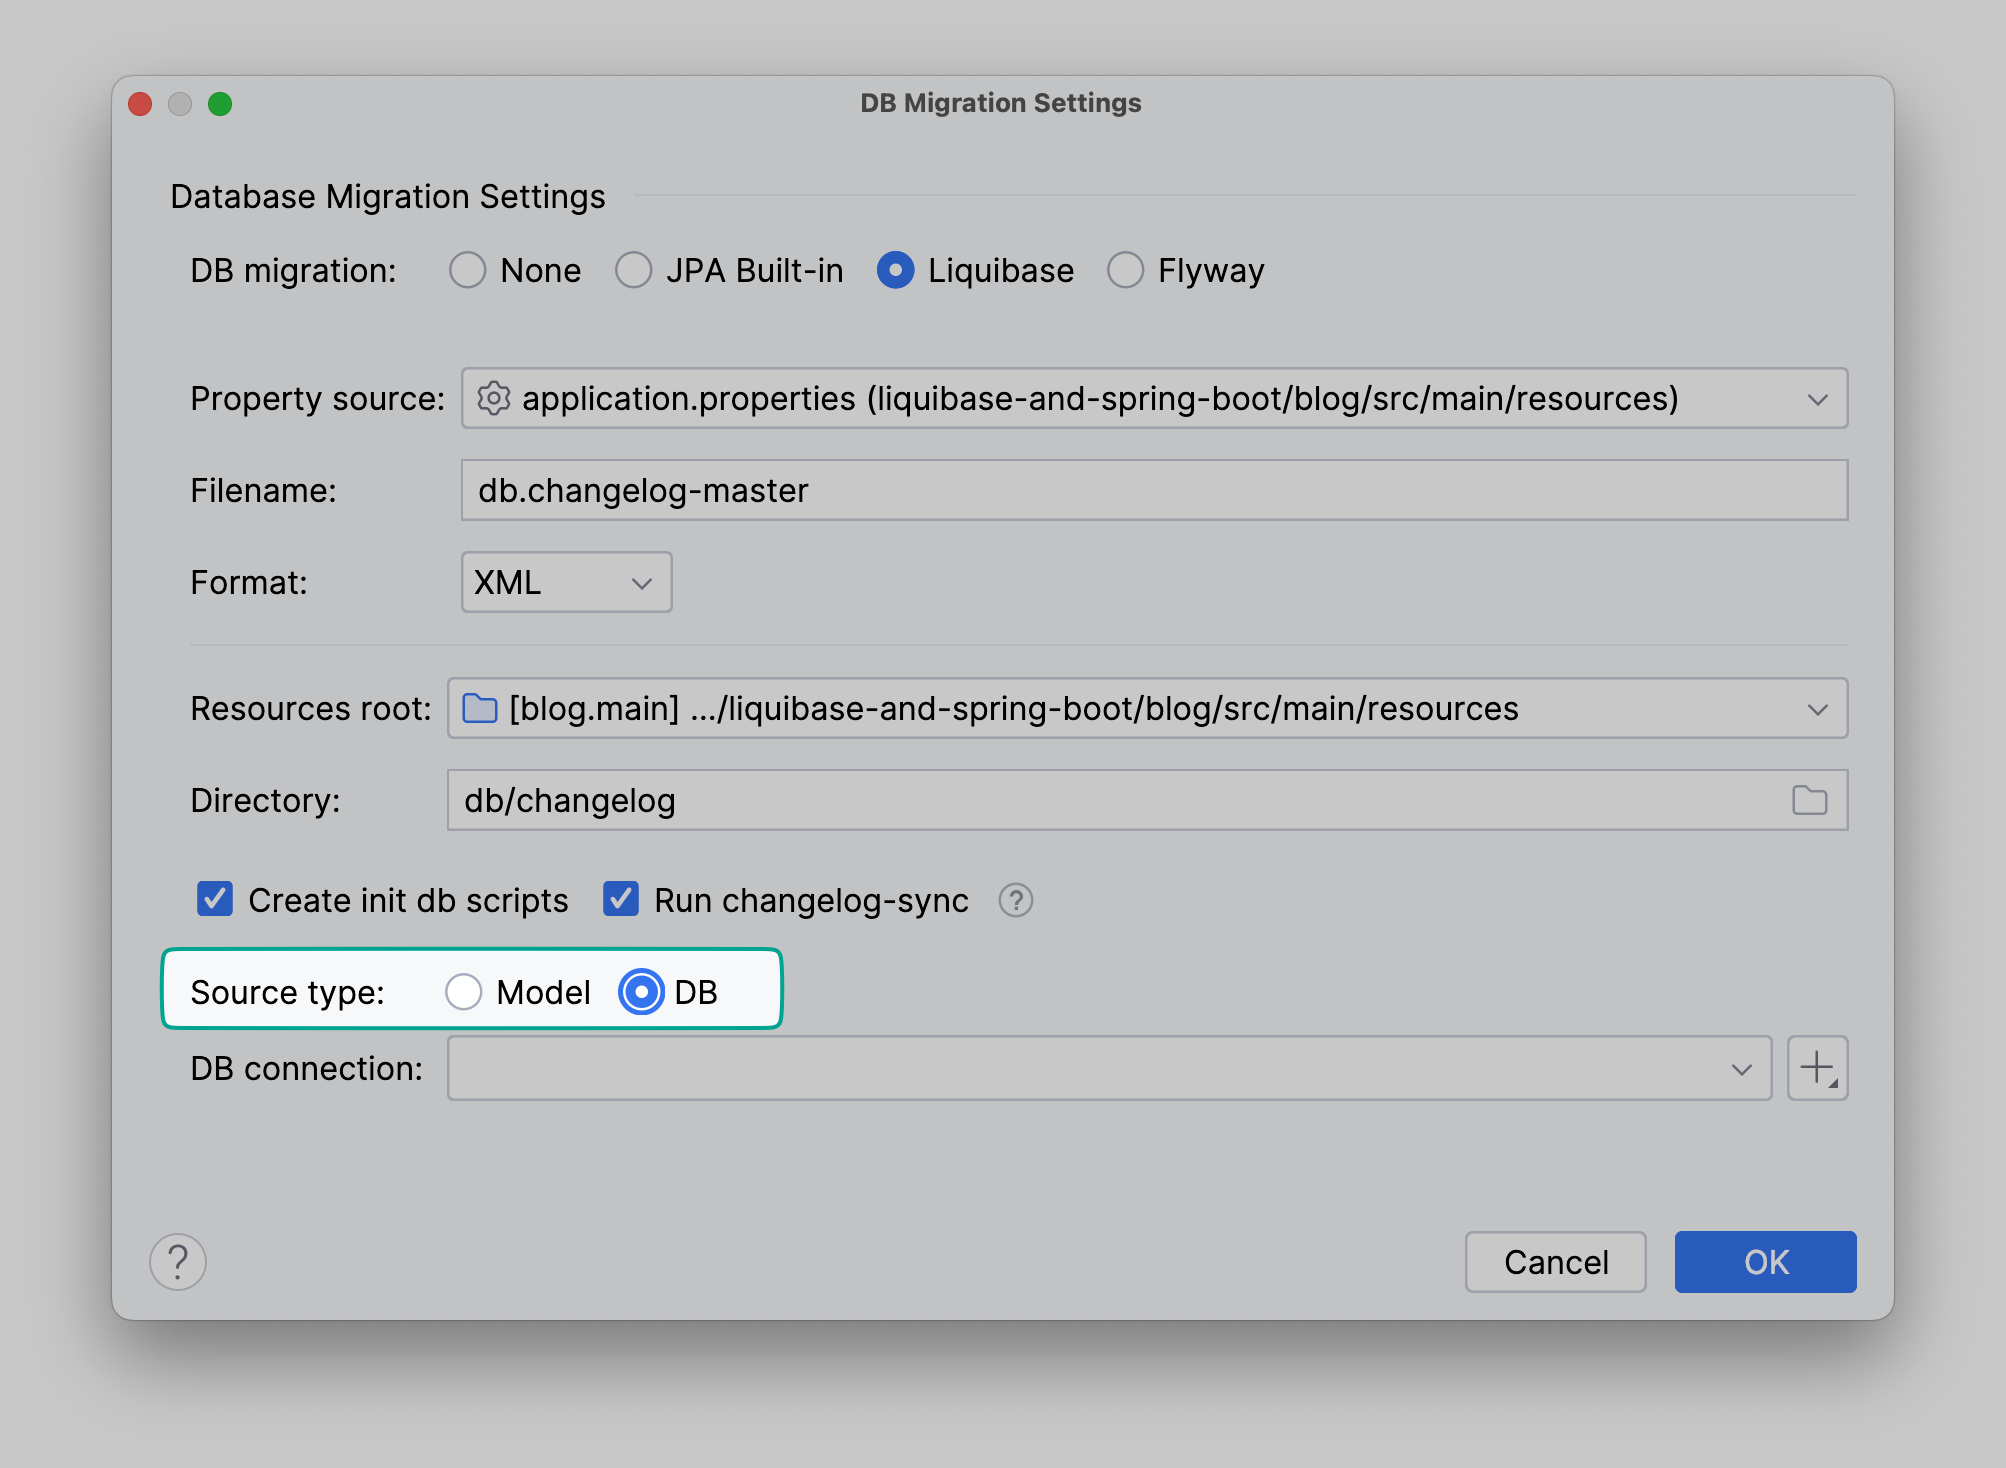 DB Migration Settings
Database Migration Settings
DB migration: None JPA Built-in Liquibase Flyway
Property source: application.properties (liquibase-and-spring-boot/blog/src/main/resources)
Filename: db.changelog-master
Format: XML
Resources root: [blog.main] .../liquibase-and-spring-boot/blog/src/main/resources
Directory: db/changelog
Create init db scripts Run changelog-sync ?
Source type: Model DB
DB connection:
? Cancel OK